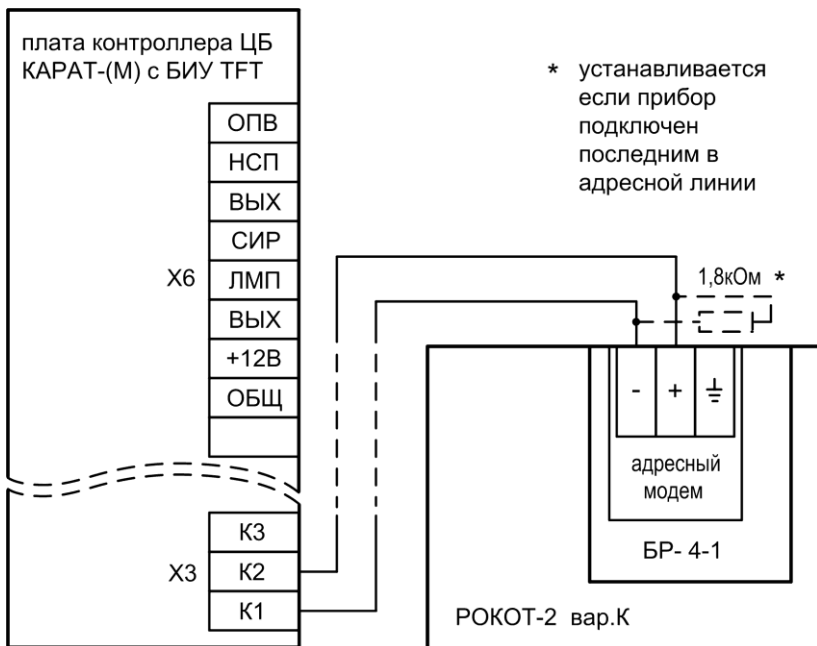 плата контроллера ЦБ
КАРАТ-(М) с БИУ TFT
* устанавливается
если прибор
подключен
последним в
адресной линии
ОПВ
НСП
ВЫХ
СИР
X6
ЛМП
ВЫХ
+12В
ОБЩ
1,8кОм *
- +
адресный
модем
БР- 4-1
К3
X3
К2
К1
РОКОТ-2 вар.К